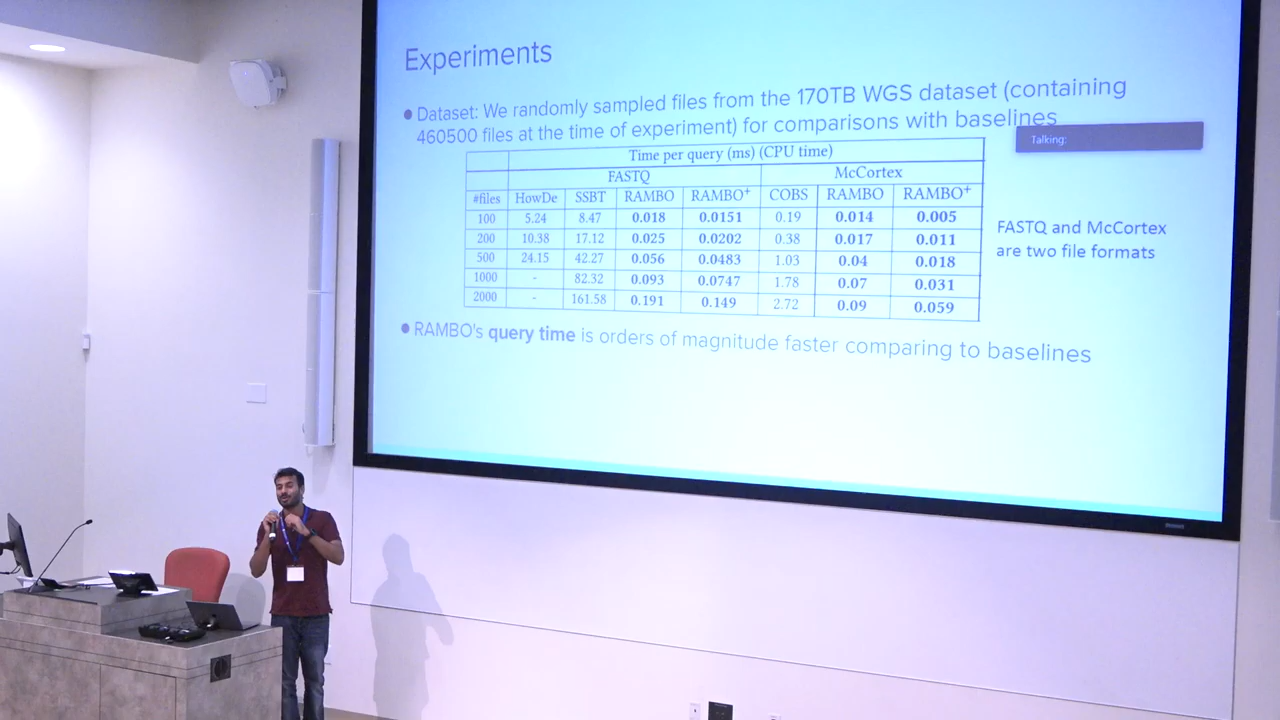 Experiments
Dataset: We randomly sampled files from the 170TB WGS dataset (containing
460500 files at the time of experiment) for comparisons with baselines
Talking:
Time per query (ms) (CPU time)
FASTQ McCortex
#files HowDe SSBT RAMBO RAMBO+ COBS RAMBO RAMBO+
100 5.24 8.47 0.018 0.0151 0.19 0.014 0.005
200 10.38 17.12 0.025 0.0202 0.38 0.017 0.011
500 24.15 42.27 0.056 0.0483 1.03 0.04 0.018
1000 - 82.32 0.093 0.0747 1.78 0.07 0.031
2000 - 161.58 0.191 0.149 2.72 0.09 0.059
FASTQ and McCortex
are two file formats
RAMBO's query time is orders of magnitude faster comparing to baselines